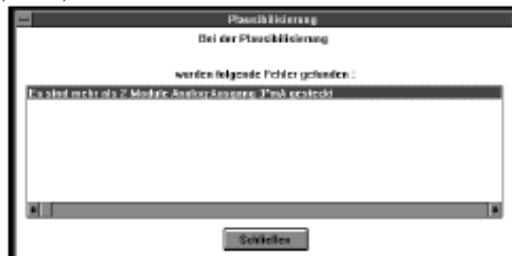 Plausibilisierung
Bei der Plausibilisierung
wurden folgende Fehler gefunden :
Es sind mehr als 2 Module Analog Ausgang 3*mA gesteckt
Schließen